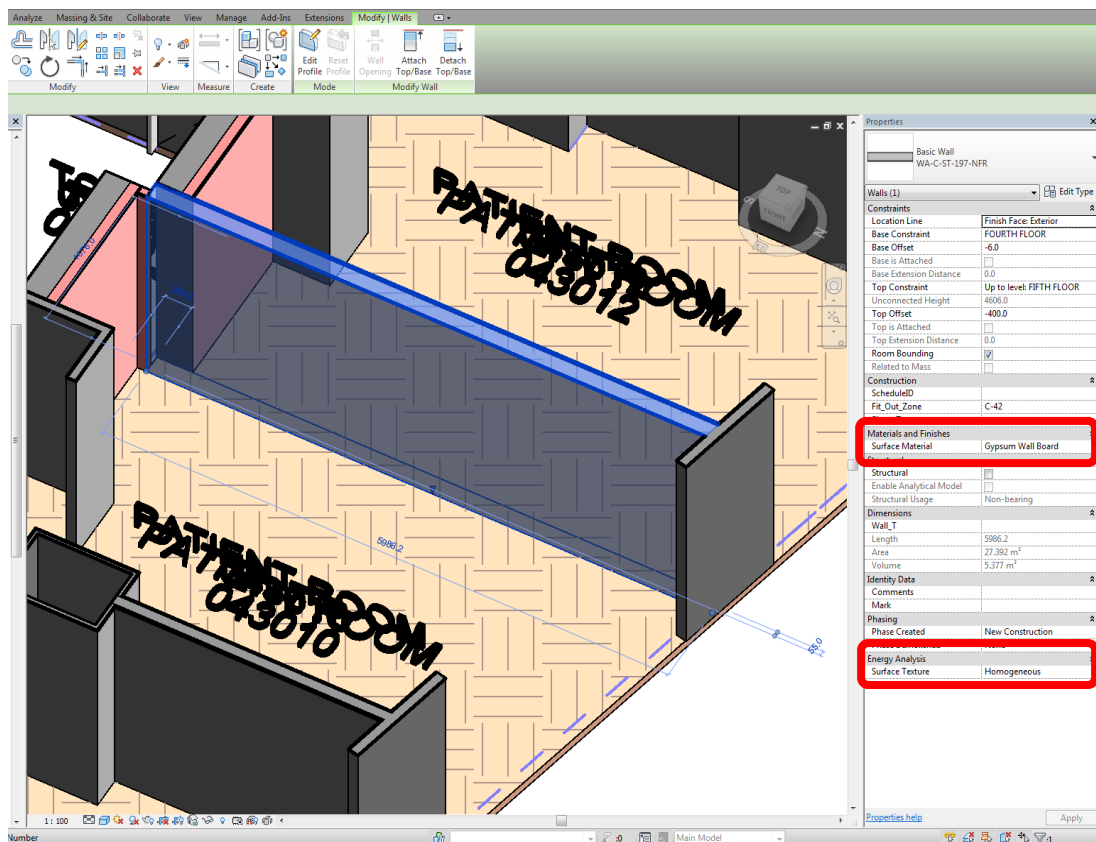 Analyze Massing & Site Collaborate View Manage Add-Ins Extensions Modify | Walls
Edit Profile
Reset Profile
Wall Opening
Attach Top/Base
Detach Top/Base
Modify View Measure Create Mode Modify Wall
Properties
Basic Wall
WA-C-ST-197-NFR
Walls (1) Edit Type
Constraints
Location Line Finish Face: Exterior
Base Constraint FOURTH FLOOR
Base Offset -6.0
Base is Attached
Base Extension Distance 0.0
Top Constraint Up to level: FIFTH FLOOR
Unconnected Height 4606.0
Top Offset -400.0
Top is Attached
Top Extension Distance 0.0
Room Bounding
Related to Mass
Construction
ScheduleID
Fit_Out_Zone C-42
Materials and Finishes
Surface Material Gypsum Wall Board
Structural
Structural
Enable Analytical Model
Structural Usage Non-bearing
Dimensions
Wall_T
Length 5986.2
Area 27.392 m²
Volume 5.377 m³
Identity Data
Comments
Mark
Phasing
Phase Created New Construction
Energy Analysis
Surface Texture Homogeneous
Properties help Apply
TOP
FRONT
S
N
PATIENT ROOM
043012
PATIENT ROOM
043010
5986.2
55.0
1 : 100
Number
:0
Main Model
:1